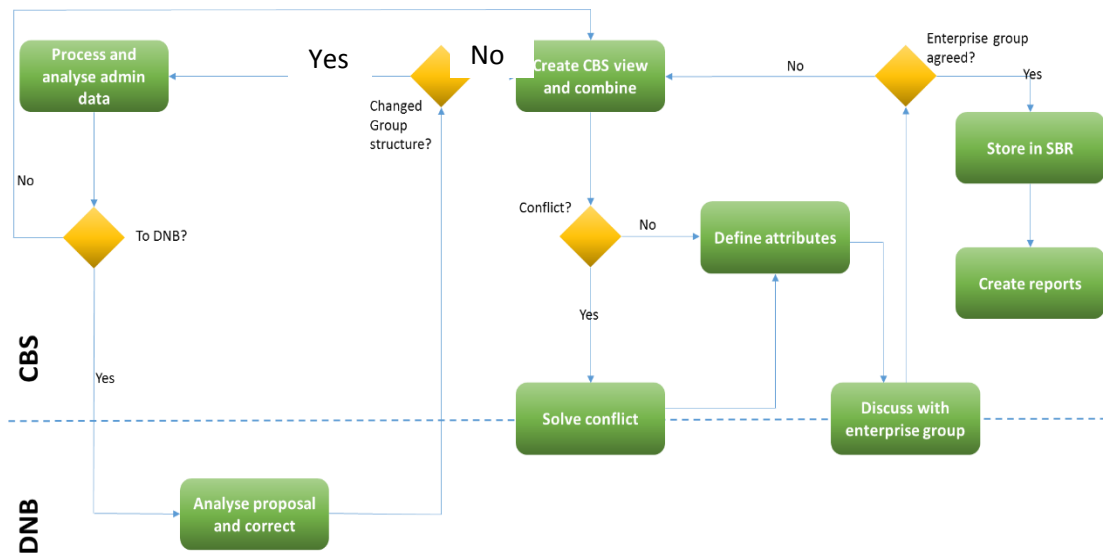 Process and
analyse admin
data
Yes
No
Changed
Group
structure?
Create CBS view
and combine
No
Enterprise group
agreed?
Yes
Store in SBR
Create reports
No
To DNB?
Conflict?
No
Define attributes
Yes
Yes
CBS
Solve conflict
Discuss with
enterprise group
DNB
Analyse proposal
and correct